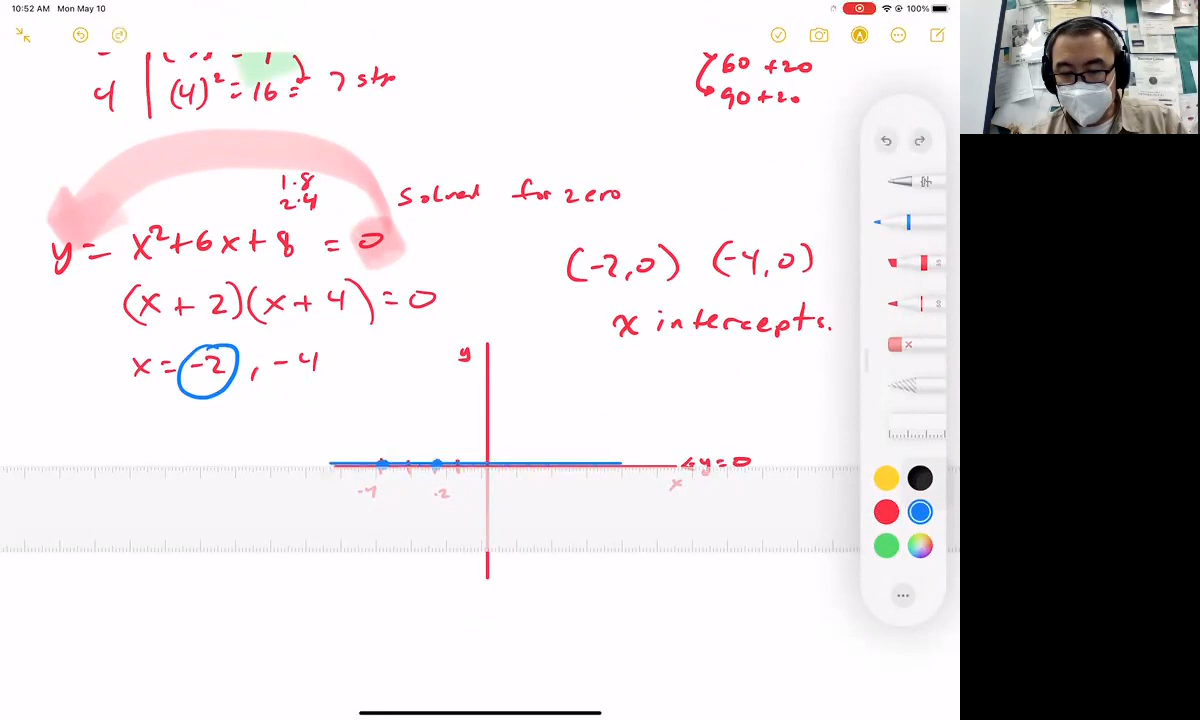 10:52 AM Mon May 10
100%
4 (4)² = 16 = 7 stp
60 + 20
90 + 20
1·8
2·4
solved for zero
y = x² + 6x + 8 = 0
(-2,0) (-4,0)
(x + 2)(x + 4) = 0
x intercepts.
x = -2, -4
y
y = 0
-4 -2 x